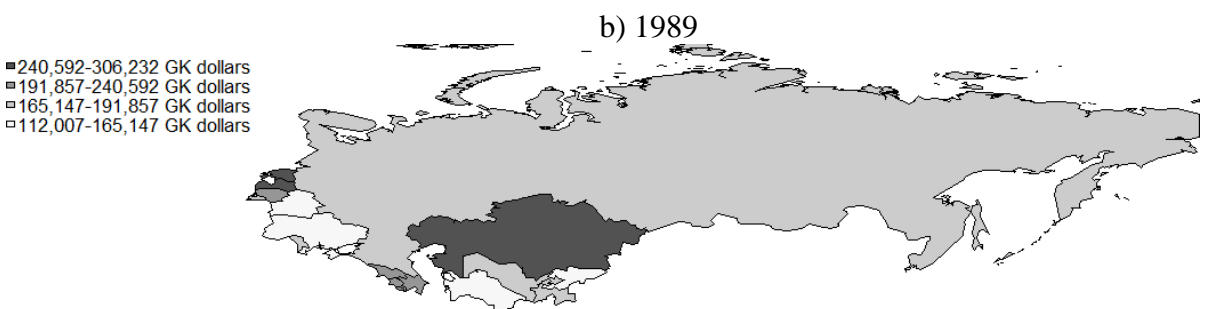 b) 1989
240,592-306,232 GK dollars
191,857-240,592 GK dollars
165,147-191,857 GK dollars
112,007-165,147 GK dollars